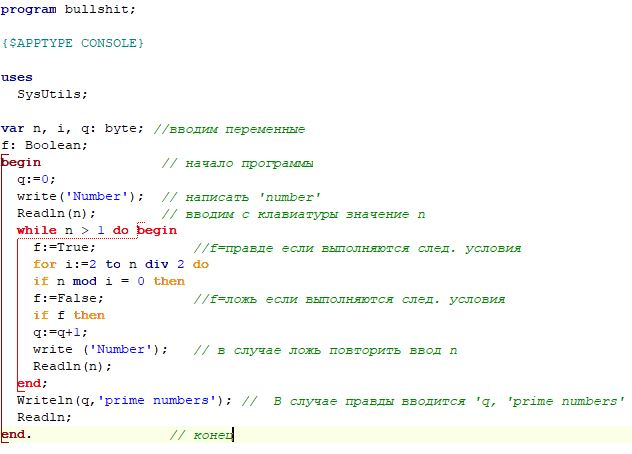 program bullshit;
{$APPTYPE CONSOLE}
uses
SysUtils;
var n, i, q: byte; //вводим переменные
f: Boolean;
begin // начало программы
q:=0;
write('Number'); // написать 'number'
Readln(n); // вводим с клавиатуры значение n
while n > 1 do begin
f:=True; //f=правде если выполняются след. условия
for i:=2 to n div 2 do
if n mod i = 0 then
f:=False; //f=ложь если выполняются след. условия
if f then
q:=q+1;
write ('Number'); // в случае ложь повторить ввод n
Readln(n);
end;
Writeln(q,'prime numbers'); // В случае правды вводится 'q, 'prime numbers'
Readln;
end. // конец